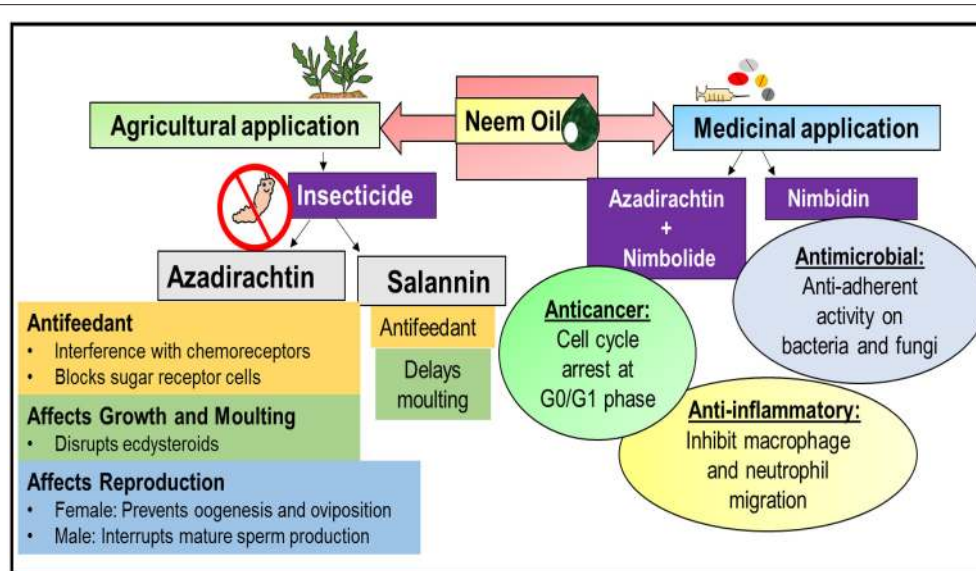 Neem Oil
Agricultural application
Medicinal application
Insecticide
Azadirachtin
Salannin
Antifeedant
• Interference with chemoreceptors
• Blocks sugar receptor cells
Affects Growth and Moulting
• Disrupts ecdysteroids
Affects Reproduction
• Female: Prevents oogenesis and oviposition
• Male: Interrupts mature sperm production
Antifeedant
Delays
moulting
Azadirachtin
+
Nimbolide
Nimbidin
Anticancer:
Cell cycle
arrest at
G0/G1 phase
Antimicrobial:
Anti-adherent
activity on
bacteria and fungi
Anti-inflammatory:
Inhibit macrophage
and neutrophil
migration